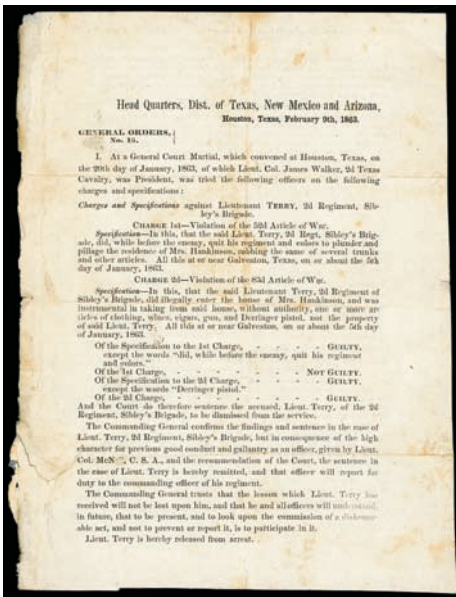 Head Quarters, Dist. of Texas, New Mexico and Arizona,
Houston, Texas, February 9th, 1863.
GENERAL ORDERS,
No. 15.
I. At a General Court Martial, which convened at Houston, Texas, on
the 29th day of January, 1863, of which Lieut. Col. James Walker, 2d Texas
Cavalry, was President, was tried the following officers on the following
charges and specifications:
Charges and Specifications against Lieutenant TERRY, 2d Regiment, Sib-
ley's Brigade.
CHARGE 1st—Violation of the 52d Article of War.
Specification—In this, that the said Lieut. Terry, 2d Regt, Sibley's Brig-
ade, did, while before the enemy, quit his regiment and colors to plunder and
pillage the residence of Mrs. Hankinson, robbing the same of several trunks
and other articles. All this at or near Galveston, Texas, on or about the 5th
day of January, 1863.
CHARGE 2d—Violation of the 83d Article of War.
Specification—In this, that the said Lieutenant Terry, 2d Regiment of
Sibley's Brigade, did illegally enter the house of Mrs. Hankinson, and was
instrumental in taking from said house, without authority, one or more ar-
ticles of clothing, wines, cigars, gun, and Derringer pistol, not the property
of said Lieut. Terry. All this at or near Galveston, on or about the 5th day
of January, 1863.
Of the Specification to the 1st Charge, - - - - - GUILTY,
except the words "did, while before the enemy, quit his regiment
and colors."
Of the 1st Charge, - - - - - - - NOT GUILTY.
Of the Specification to the 2d Charge, - - - - - GUILTY,
except the words "Derringer pistol."
Of the 2d Charge, - - - - - - - - GUILTY.
And the Court do therefore sentence the accused, Lieut. Terry, of the 2d
Regiment, Sibley's Brigade, to be dismissed from the service.
The Commanding General confirms the findings and sentence in the case of
Lieut. Terry, 2d Regiment, Sibley's Brigade, but in consequence of the high
character for previous good conduct and gallantry as an officer, given by Lieut.
Col. C. S. A., and the recommendation of the Court, the sentence in
the case of Lieut. Terry is hereby remitted, and that officer will report for
duty to the commanding officer of his regiment.
The Commanding General trusts that the lesson which Lieut. Terry has
received will not be lost upon him, and that he and all officers will understand,
in future, that to be present, and to look upon the commission of a dishonor-
able act, and not to prevent or report it, is to participate in it.
Lieut. Terry is hereby released from arrest.